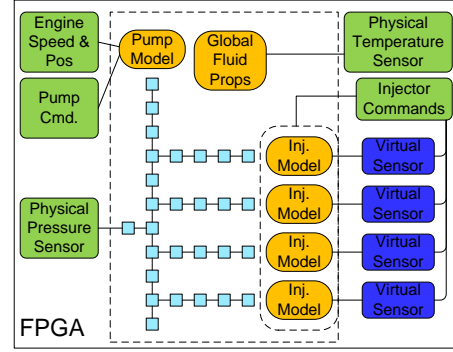 Engine
Speed &
Pos
Pump
Model
Global
Fluid
Props
Physical
Temperature
Sensor
Pump
Cmd.
Injector
Commands
Inj.
Model
Virtual
Sensor
Inj.
Model
Virtual
Sensor
Physical
Pressure
Sensor
Inj.
Model
Virtual
Sensor
Inj.
Model
Virtual
Sensor
FPGA